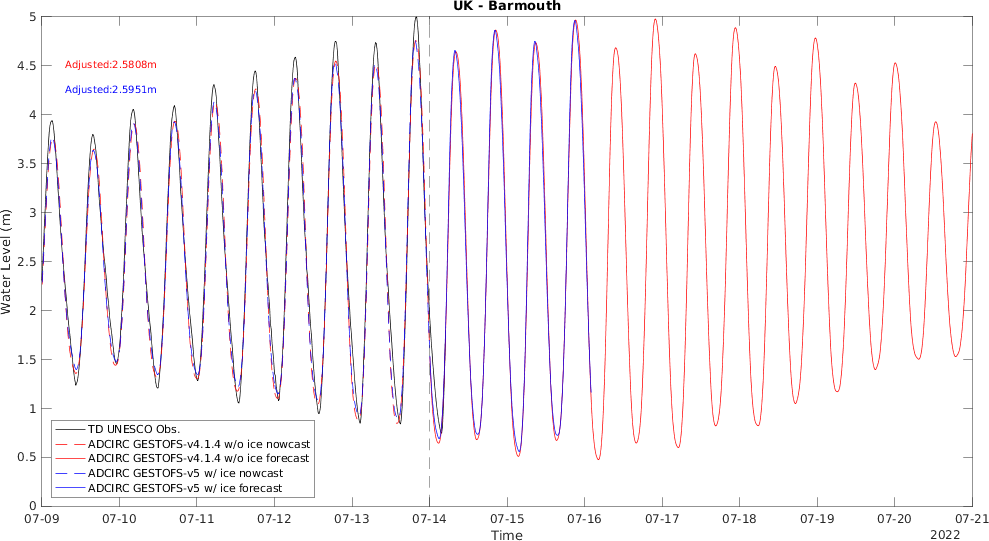 UK - Barmouth
5
4.5
4
3.5
3
2.5
2
1.5
1
0.5
0
Water Level (m)
Adjusted:2.5808m
Adjusted:2.5951m
TD UNESCO Obs.
ADCIRC GESTOFS-v4.1.4 w/o ice nowcast
ADCIRC GESTOFS-v4.1.4 w/o ice forecast
ADCIRC GESTOFS-v5 w/ ice nowcast
ADCIRC GESTOFS-v5 w/ ice forecast
07-09 07-10 07-11 07-12 07-13 07-14 07-15 07-16 07-17 07-18 07-19 07-20 07-21
Time
2022